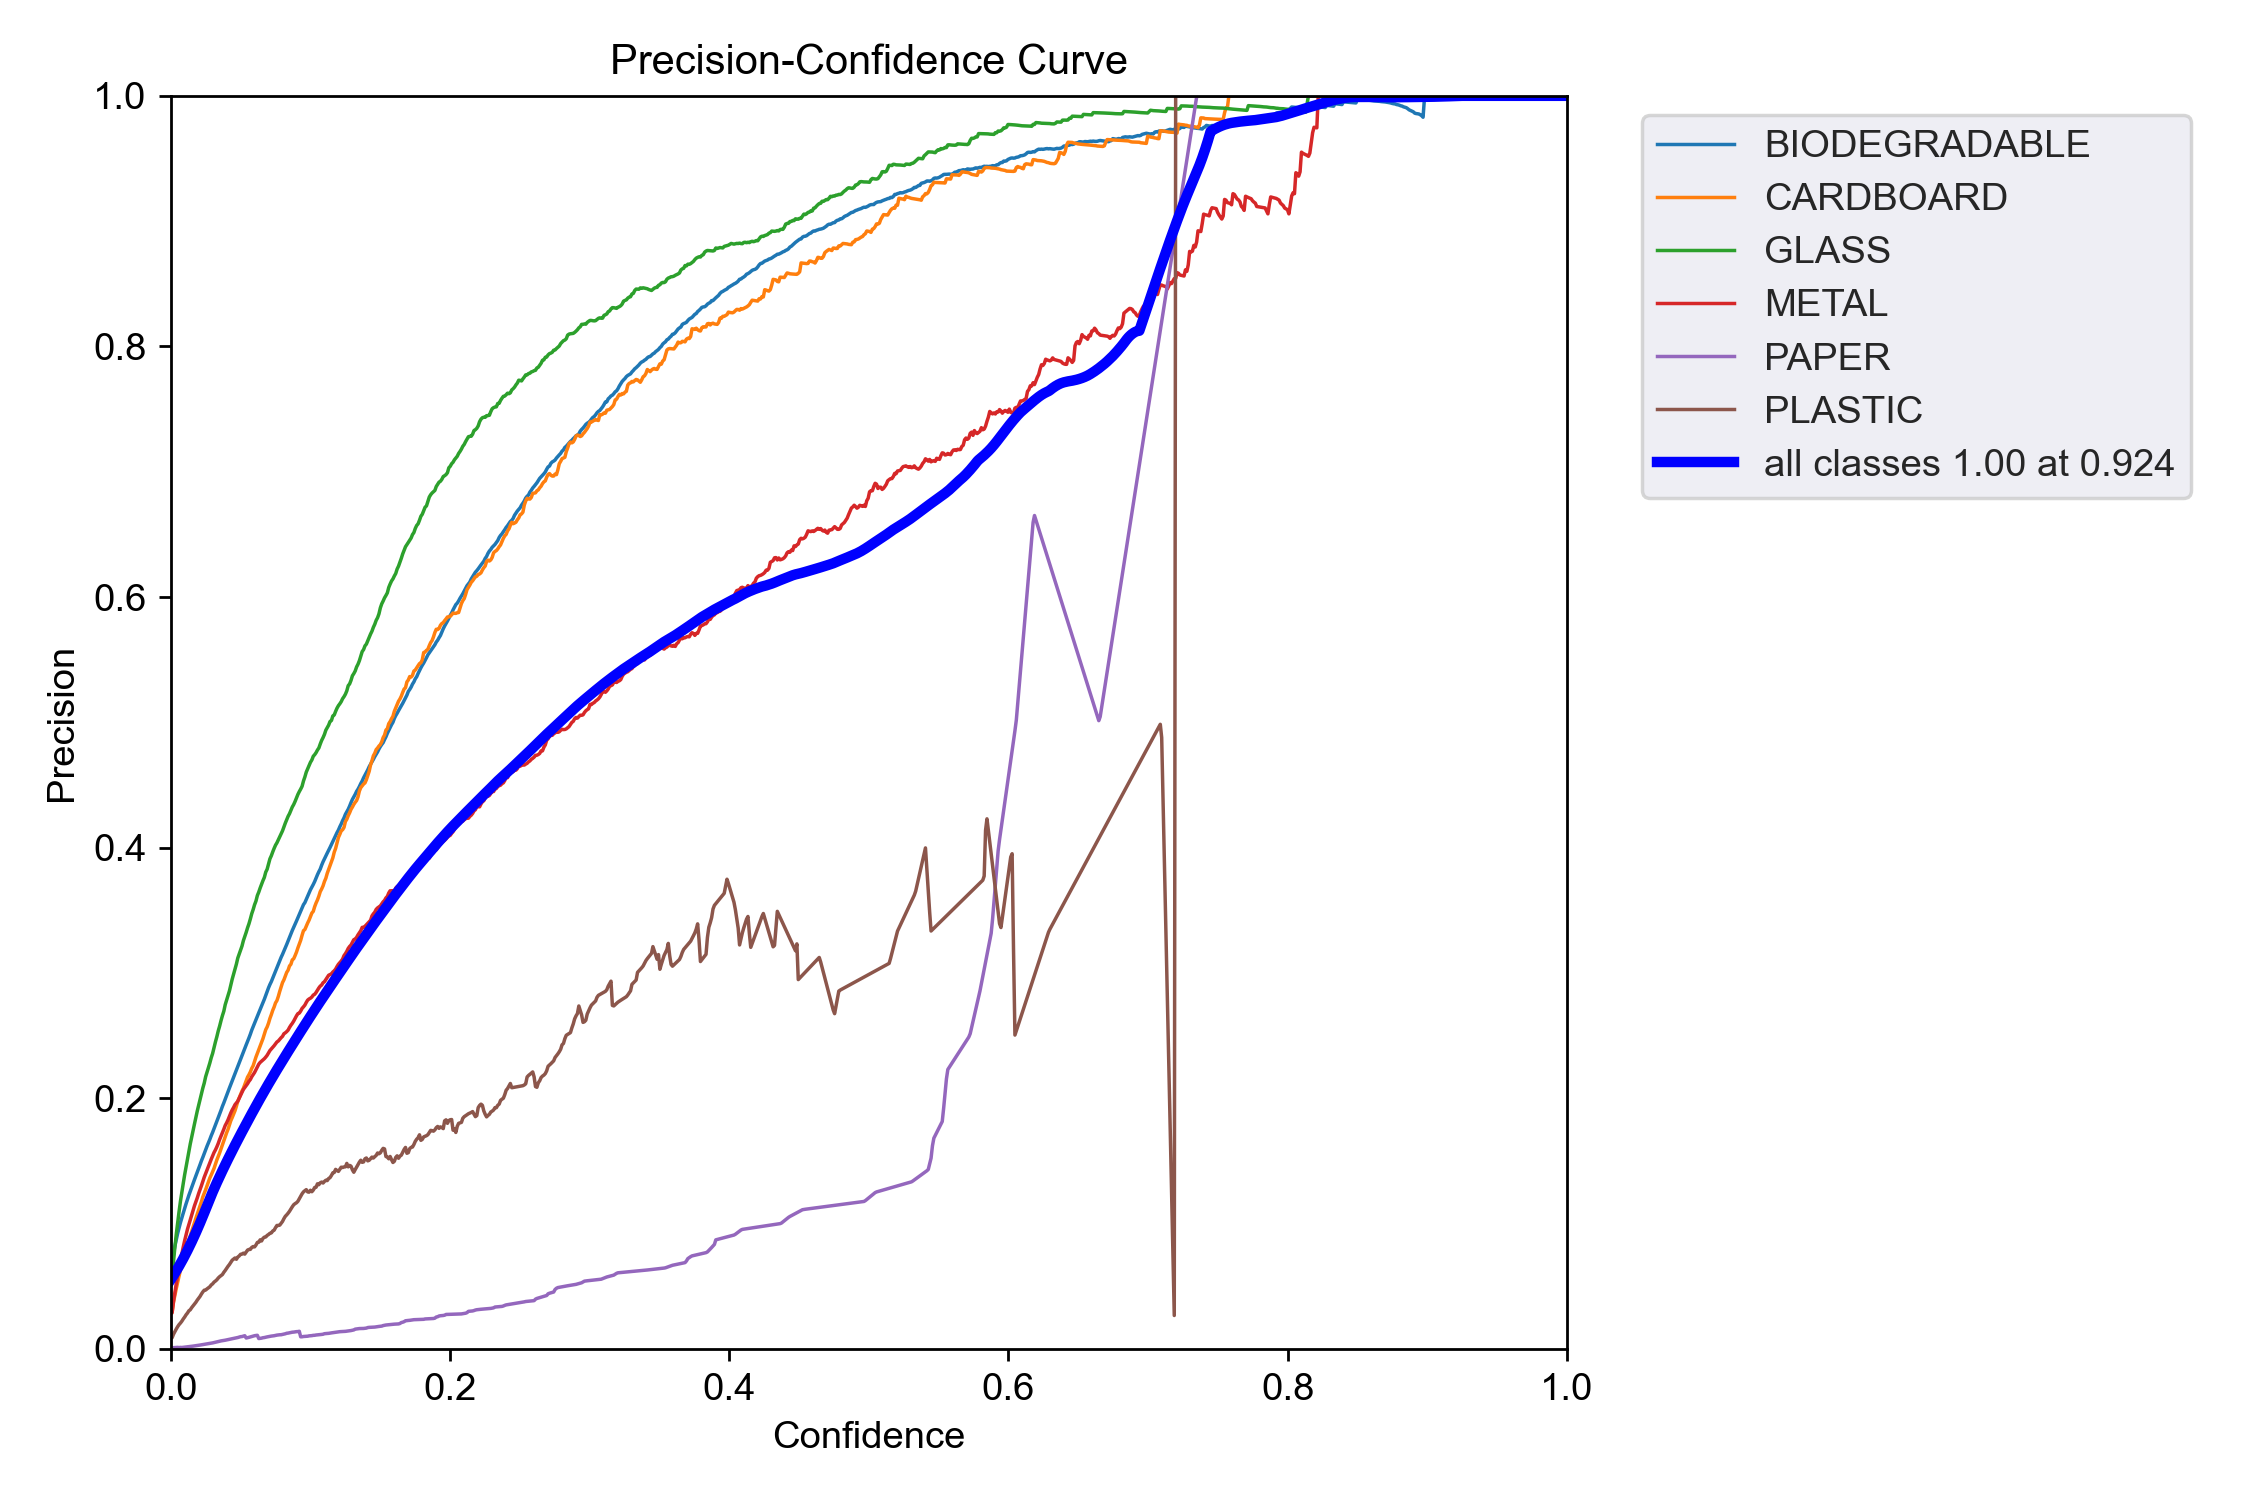 Precision-Confidence Curve
1.0
0.8
0.6
0.4
0.2
0.0
Precision
0.0 0.2 0.4 0.6 0.8 1.0
Confidence
BIODEGRADABLE
CARDBOARD
GLASS
METAL
PAPER
PLASTIC
all classes 1.00 at 0.924